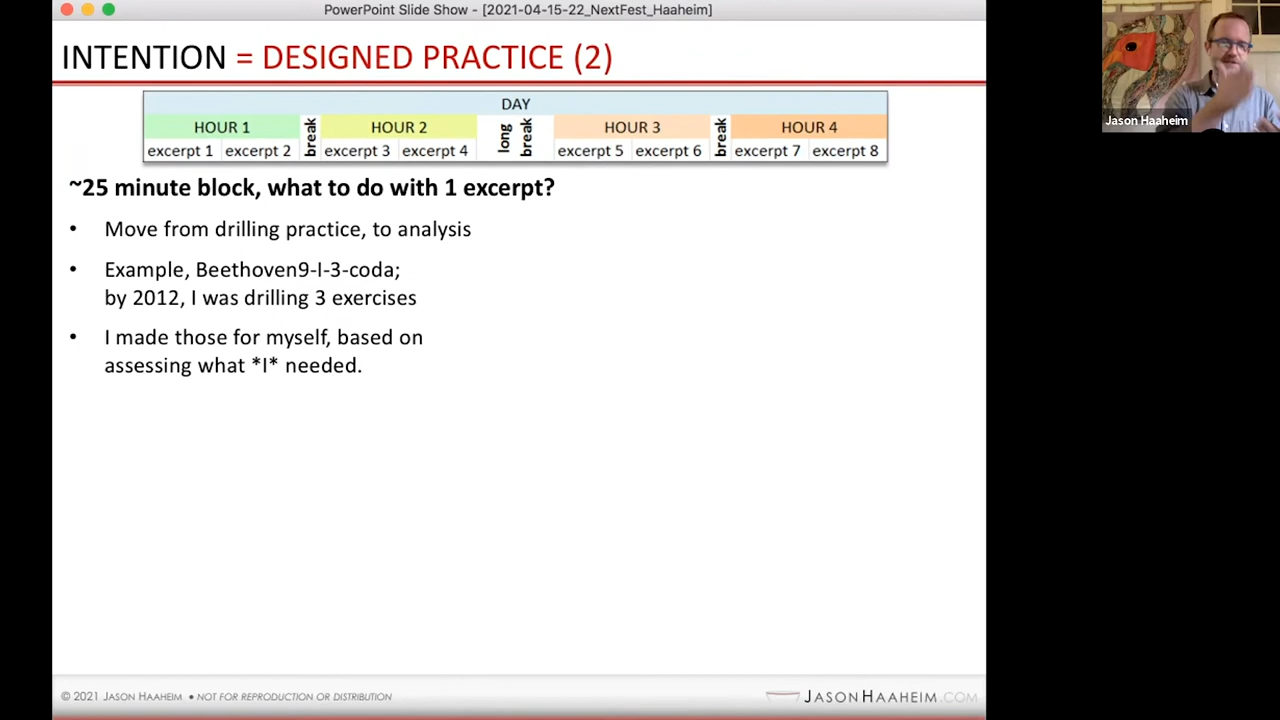 PowerPoint Slide Show - [2021-04-15-22_NextFest_Haaheim]
INTENTION = DESIGNED PRACTICE (2)
DAY
HOUR 1 break HOUR 2 long break HOUR 3 break HOUR 4
excerpt 1 excerpt 2 excerpt 3 excerpt 4 excerpt 5 excerpt 6 excerpt 7 excerpt 8
~25 minute block, what to do with 1 excerpt?
• Move from drilling practice, to analysis
• Example, Beethoven9-I-3-coda;
by 2012, I was drilling 3 exercises
• I made those for myself, based on
assessing what *I* needed.
© 2021 JASON HAAHEIM • NOT FOR REPRODUCTION OR DISTRIBUTION
JASONHAAHEIM.COM
Jason Haaheim